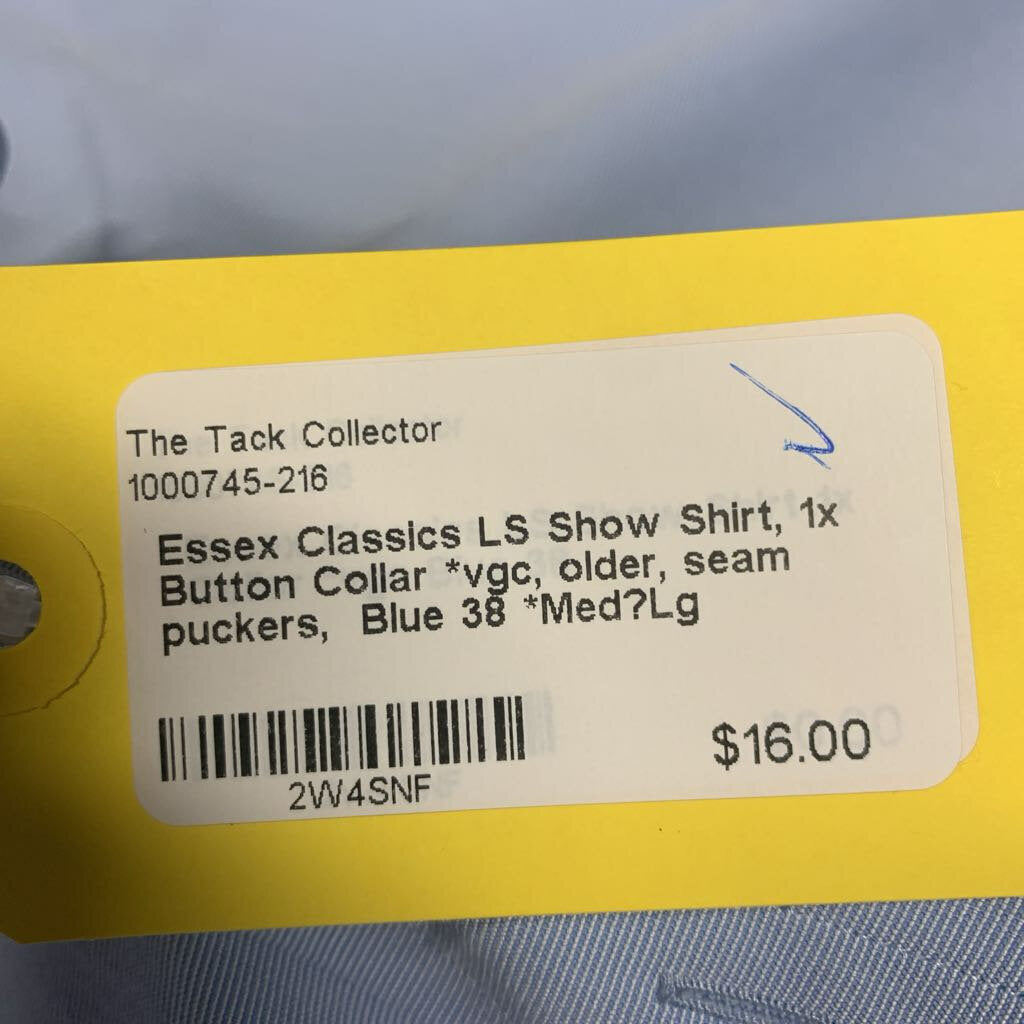 The Tack Collector
1000745-216
Essex Classics LS Show Shirt, 1x
Button Collar *vgc, older, seam
puckers, Blue 38 *Med?Lg
2W4SNF
$16.00